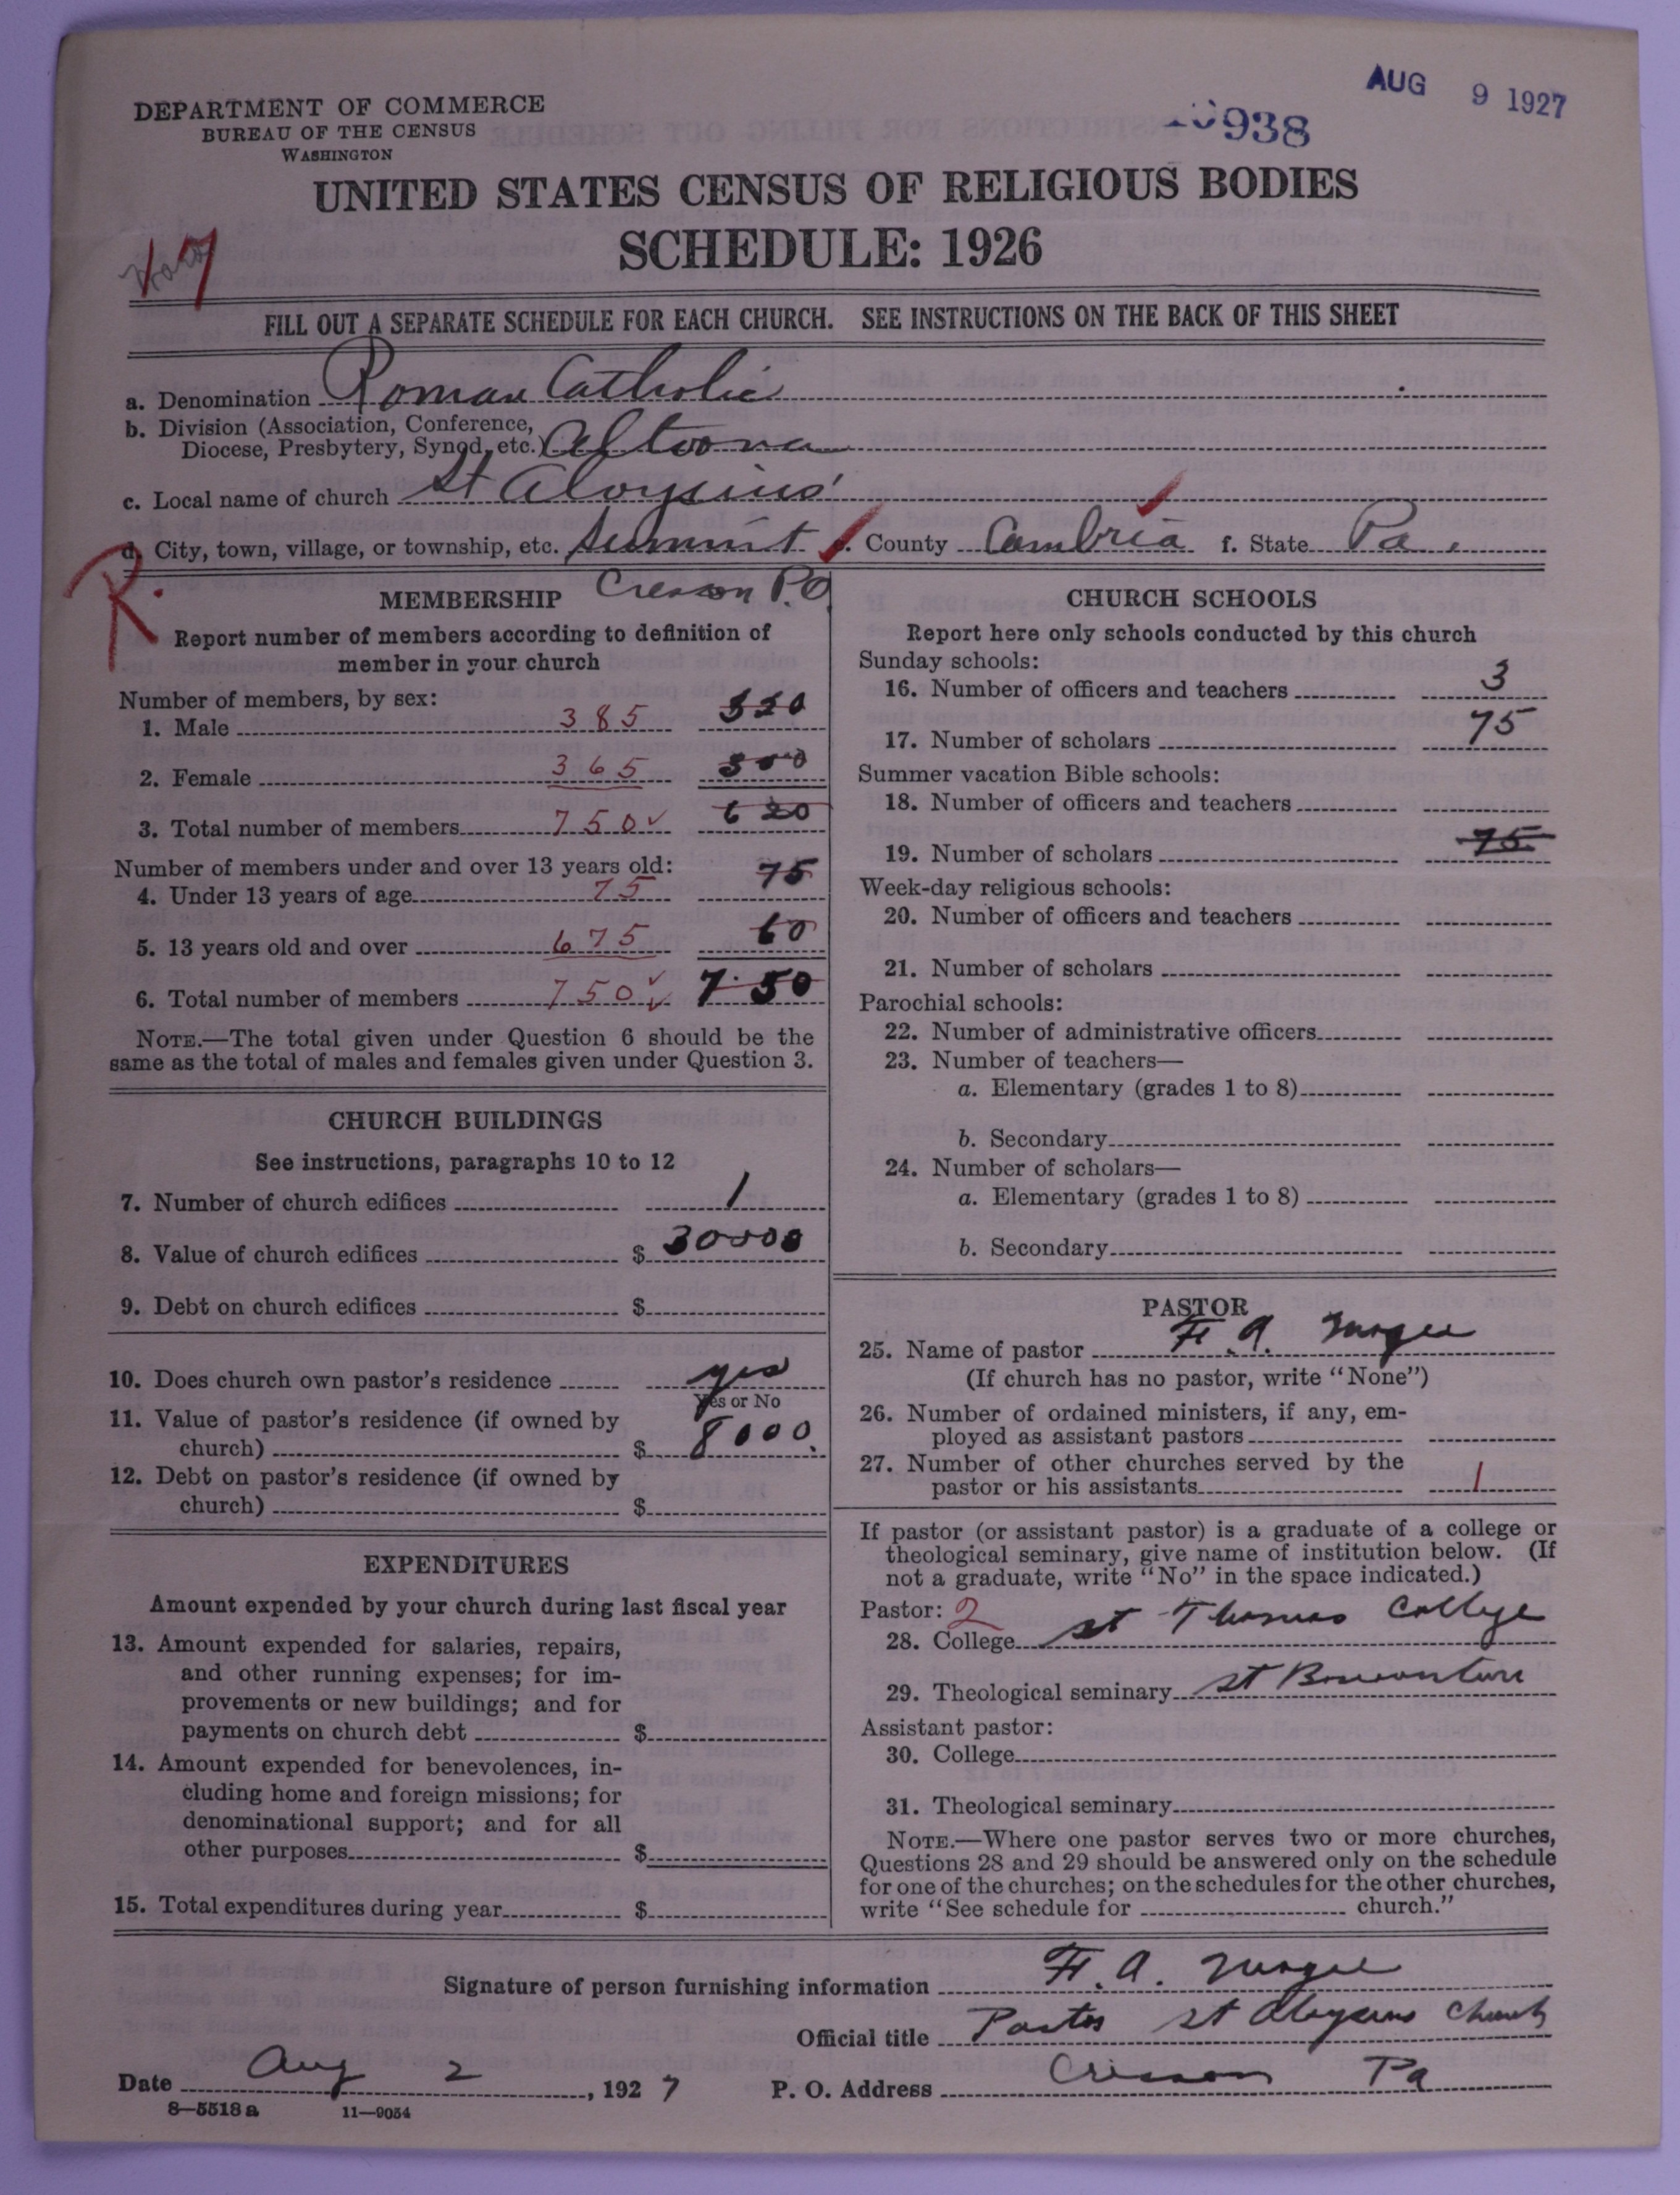 AUG 9 1927
938
DEPARTMENT OF COMMERCE
BUREAU OF THE CENSUS
WASHINGTON
UNITED STATES CENSUS OF RELIGIOUS BODIES
SCHEDULE: 1926
47
FILL OUT A SEPARATE SCHEDULE FOR EACH CHURCH. SEE INSTRUCTIONS ON THE BACK OF THIS SHEET
a. Denomination Roman Catholic
b. Division (Association, Conference,
Diocese, Presbytery, Synod, etc.) Altoona
c. Local name of church St Aloysius'
d. City, town, village, or township, etc. Summit e. County Cambria f. State Pa.
Cresson P.O.
R.
MEMBERSHIP
Report number of members according to definition of
member in your church
Number of members, by sex:
1. Male 385 320
2. Female 365 300
3. Total number of members 750 620
Number of members under and over 13 years old:
4. Under 13 years of age 75 75
5. 13 years old and over 675 60
6. Total number of members 750 750
NOTE.—The total given under Question 6 should be the
same as the total of males and females given under Question 3.
CHURCH BUILDINGS
See instructions, paragraphs 10 to 12
7. Number of church edifices 1
8. Value of church edifices $ 30000
9. Debt on church edifices $
10. Does church own pastor's residence yes
Yes or No
11. Value of pastor's residence (if owned by
church) $ 8000.
12. Debt on pastor's residence (if owned by
church) $
EXPENDITURES
Amount expended by your church during last fiscal year
13. Amount expended for salaries, repairs,
and other running expenses; for im-
provements or new buildings; and for
payments on church debt $
14. Amount expended for benevolences, in-
cluding home and foreign missions; for
denominational support; and for all
other purposes $
15. Total expenditures during year $
CHURCH SCHOOLS
Report here only schools conducted by this church
Sunday schools:
16. Number of officers and teachers 3
17. Number of scholars 75
Summer vacation Bible schools:
18. Number of officers and teachers
19. Number of scholars 75
Week-day religious schools:
20. Number of officers and teachers
21. Number of scholars
Parochial schools:
22. Number of administrative officers
23. Number of teachers—
a. Elementary (grades 1 to 8)
b. Secondary
24. Number of scholars—
a. Elementary (grades 1 to 8)
b. Secondary
PASTOR
25. Name of pastor F. A. Magee
(If church has no pastor, write "None")
26. Number of ordained ministers, if any, em-
ployed as assistant pastors
27. Number of other churches served by the
pastor or his assistants 1
If pastor (or assistant pastor) is a graduate of a college or
theological seminary, give name of institution below. (If
not a graduate, write "No" in the space indicated.)
Pastor: 2
28. College St Thomas College
29. Theological seminary St Bonaventure
Assistant pastor:
30. College
31. Theological seminary
NOTE.—Where one pastor serves two or more churches,
Questions 28 and 29 should be answered only on the schedule
for one of the churches; on the schedules for the other churches,
write "See schedule for church."
Signature of person furnishing information F. A. Magee
Official title Pastor St Aloysius Church
Date Aug 2, 1927 P. O. Address Cresson Pa
8—5518a 11—9054